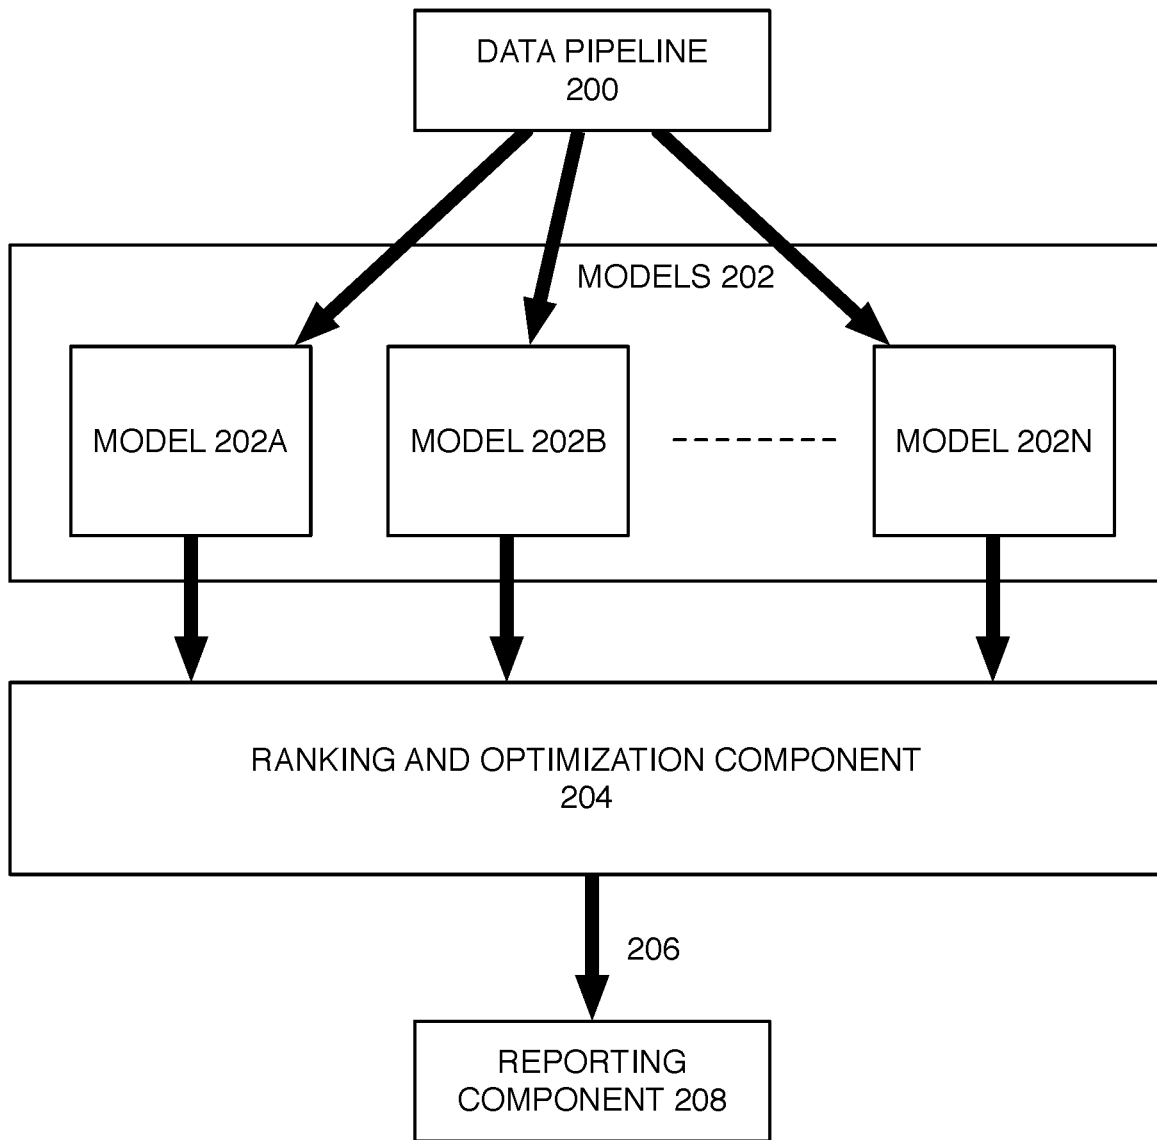 DATA PIPELINE
200
MODELS 202
MODEL 202A
MODEL 202B
MODEL 202N
RANKING AND OPTIMIZATION COMPONENT
204
206
REPORTING
COMPONENT 208